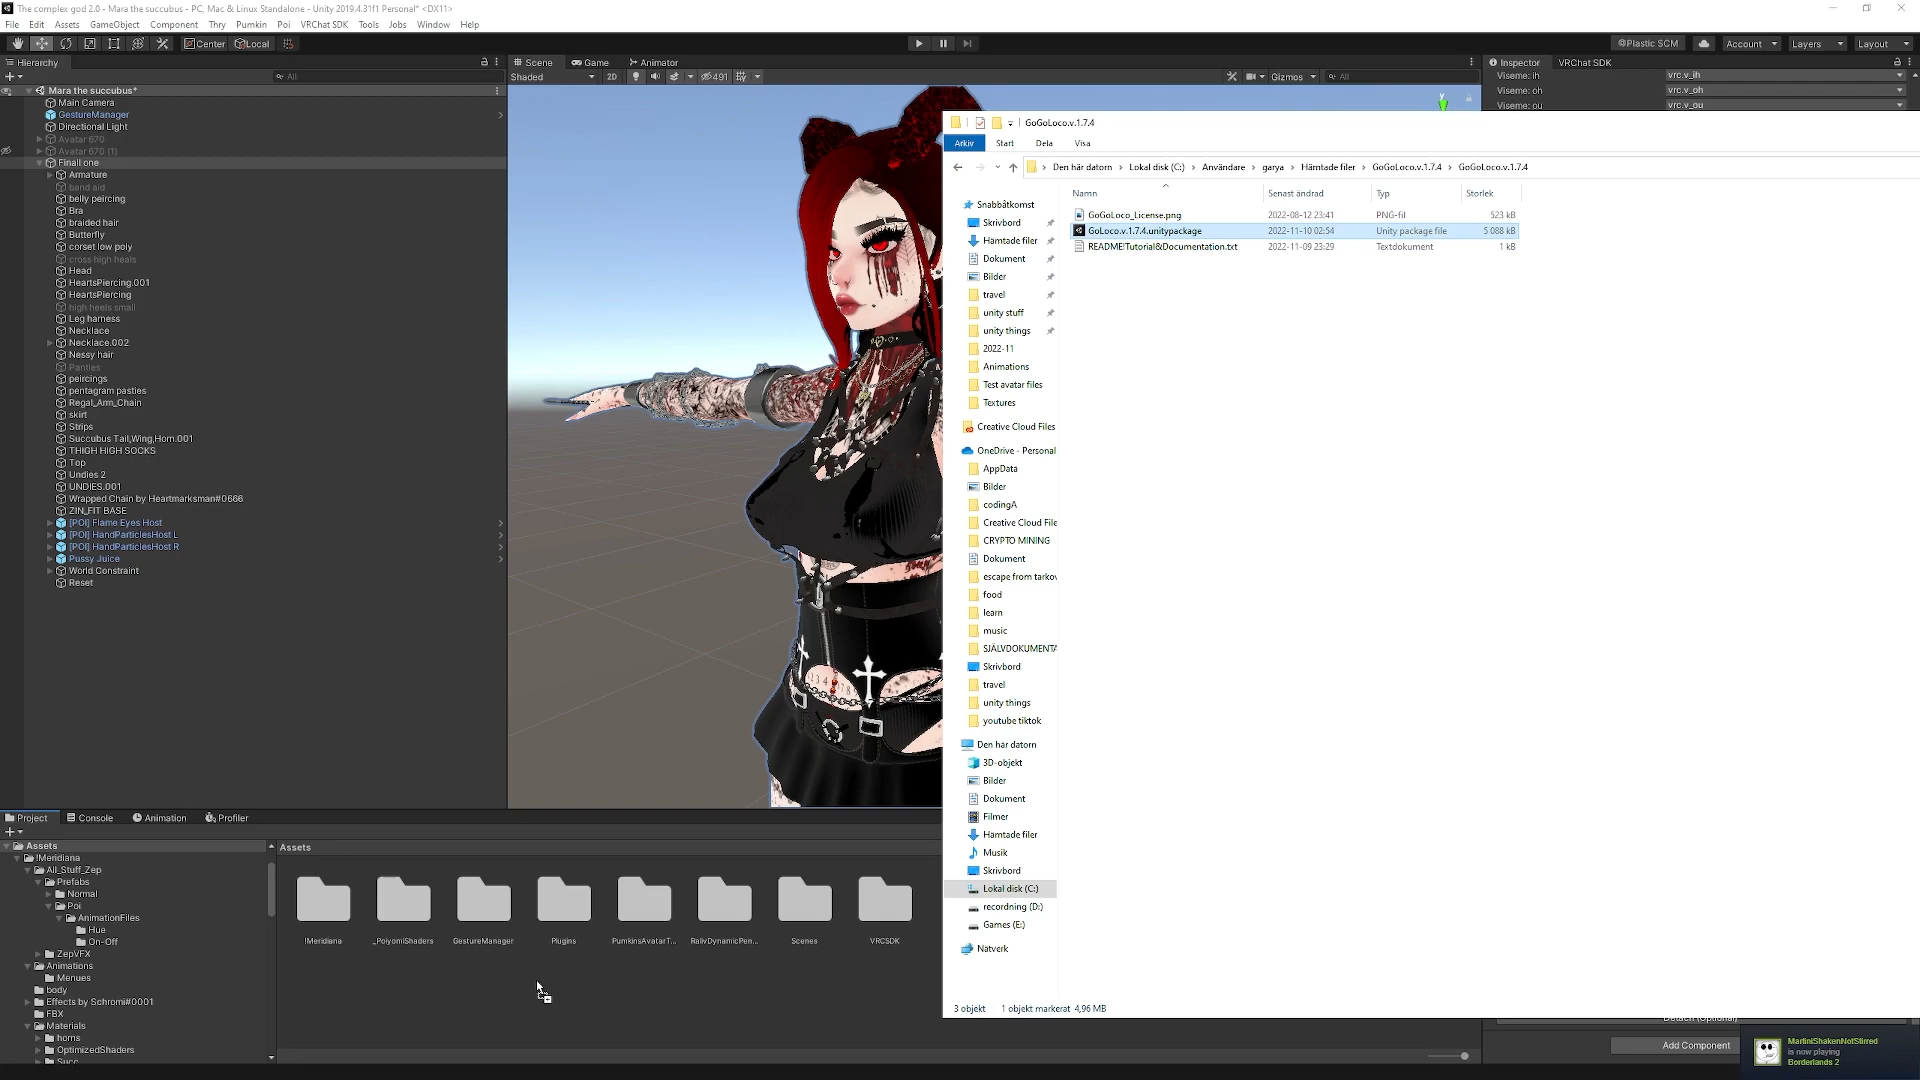 The complex god 2.0 - Mara the succubus - PC, Mac & Linux Standalone - Unity 2019.4.31f1 Personal* <DX11>
File Edit Assets GameObject Component Thry Pumkin Poi VRChat SDK Tools Jobs Window Help
Center Local
Plastic SCM Account Layers Layout
Hierarchy
All
Mara the succubus*
Main Camera
GestureManager
Directional Light
Avatar 670
Avatar 670 (1)
Finall one
Armature
band aid
belly peircing
Bra
braided hair
Butterfly
corset low poly
cross high heals
Head
HeartsPiercing.001
HeartsPiercing
high heels small
Leg harness
Necklace
Necklace.002
Nessy hair
Panties
peircings
pentagram pasties
Regal_Arm_Chain
skirt
Strips
Succubus Tail,Wing,Horn.001
THIGH HIGH SOCKS
Top
Undies 2
UNDIES.001
Wrapped Chain by Heartmarksman#0666
ZIN_FIT BASE
[POI] Flame Eyes Host
[POI] HandParticlesHost L
[POI] HandParticlesHost R
Pussy Juice
World Constraint
Reset
Scene Game Animator
Shaded 2D 491 Gizmos All
y
Inspector VRChat SDK
Viseme: ih vrc.v_ih
Viseme: oh vrc.v_oh
Viseme: ou vrc.v_ou
GoGoLoco.v.1.7.4
Arkiv Start Dela Visa
Den här datorn Lokal disk (C:) Användare garya Hämtade filer GoGoLoco.v.1.7.4 GoGoLoco.v.1.7.4
Namn Senast ändrad Typ Storlek
GoGoLoco_License.png 2022-08-12 23:41 PNG-fil 523 kB
GoLoco.v.1.7.4.unitypackage 2022-11-10 02:54 Unity package file 5 088 kB
README!Tutorial&Documentation.txt 2022-11-09 23:29 Textdokument 1 kB
Snabbåtkomst
Skrivbord
Hämtade filer
Dokument
Bilder
travel
unity stuff
unity things
2022-11
Animations
Test avatar files
Textures
Creative Cloud Files
OneDrive - Personal
AppData
Bilder
codingA
Creative Cloud File
CRYPTO MINING
Dokument
escape from tarkov
food
learn
music
SJÄLVDOKUMENTA
Skrivbord
travel
unity things
youtube tiktok
Den här datorn
3D-objekt
Bilder
Dokument
Filmer
Hämtade filer
Musik
Skrivbord
Lokal disk (C:)
recordning (D:)
Games (E:)
Nätverk
3 objekt 1 objekt markerat 4,96 MB
Project Console Animation Profiler
Assets
!Meridiana
All_Stuff_Zep
Prefabs
Normal
Poi
AnimationFiles
Hue
On-Off
ZepVFX
Animations
Menues
body
Effects by Schromi#0001
FBX
Materials
horns
OptimizedShaders
Succ
Assets
!Meridiana _PoiyomiShaders GestureManager Plugins PumkinsAvatarT... RalivDynamicPen... Scenes VRCSDK
Detach (Optional)
Add Component
MartiniShakenNotStirred
is now playing
Borderlands 2